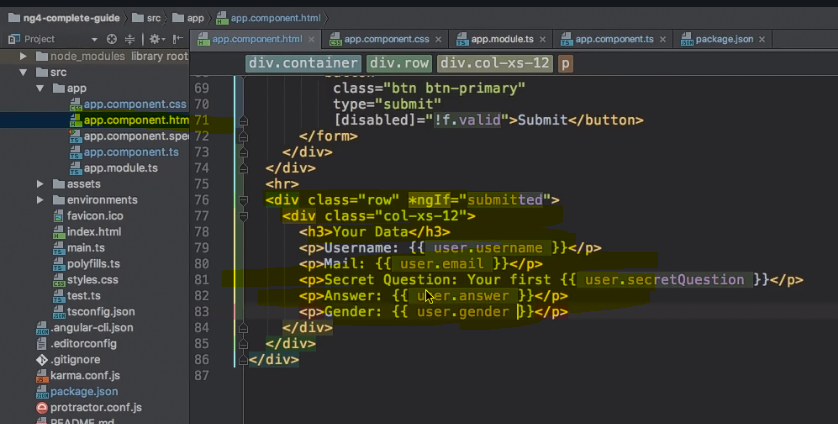 ng4-complete-guide src app app.component.html
Project
app.component.html app.component.css app.module.ts app.component.ts package.json
node_modules library root
src
app
app.component.css
app.component.htm
app.component.spe
app.component.ts
app.module.ts
assets
environments
favicon.ico
index.html
main.ts
polyfills.ts
styles.css
test.ts
tsconfig.json
.angular-cli.json
.editorconfig
.gitignore
karma.conf.js
package.json
protractor.conf.js
README.md
div.container div.row div.col-xs-12 p
68 button
69 class="btn btn-primary"
70 type="submit"
71 [disabled]="!f.valid">Submit</button>
72 </form>
73 </div>
74 </div>
75 <hr>
76 <div class="row" *ngIf="submitted">
77 <div class="col-xs-12">
78 <h3>Your Data</h3>
79 <p>Username: {{ user.username }}</p>
80 <p>Mail: {{ user.email }}</p>
81 <p>Secret Question: Your first {{ user.secretQuestion }}</p>
82 <p>Answer: {{ user.answer }}</p>
83 <p>Gender: {{ user.gender }}</p>
84 </div>
85 </div>
86 </div>
87